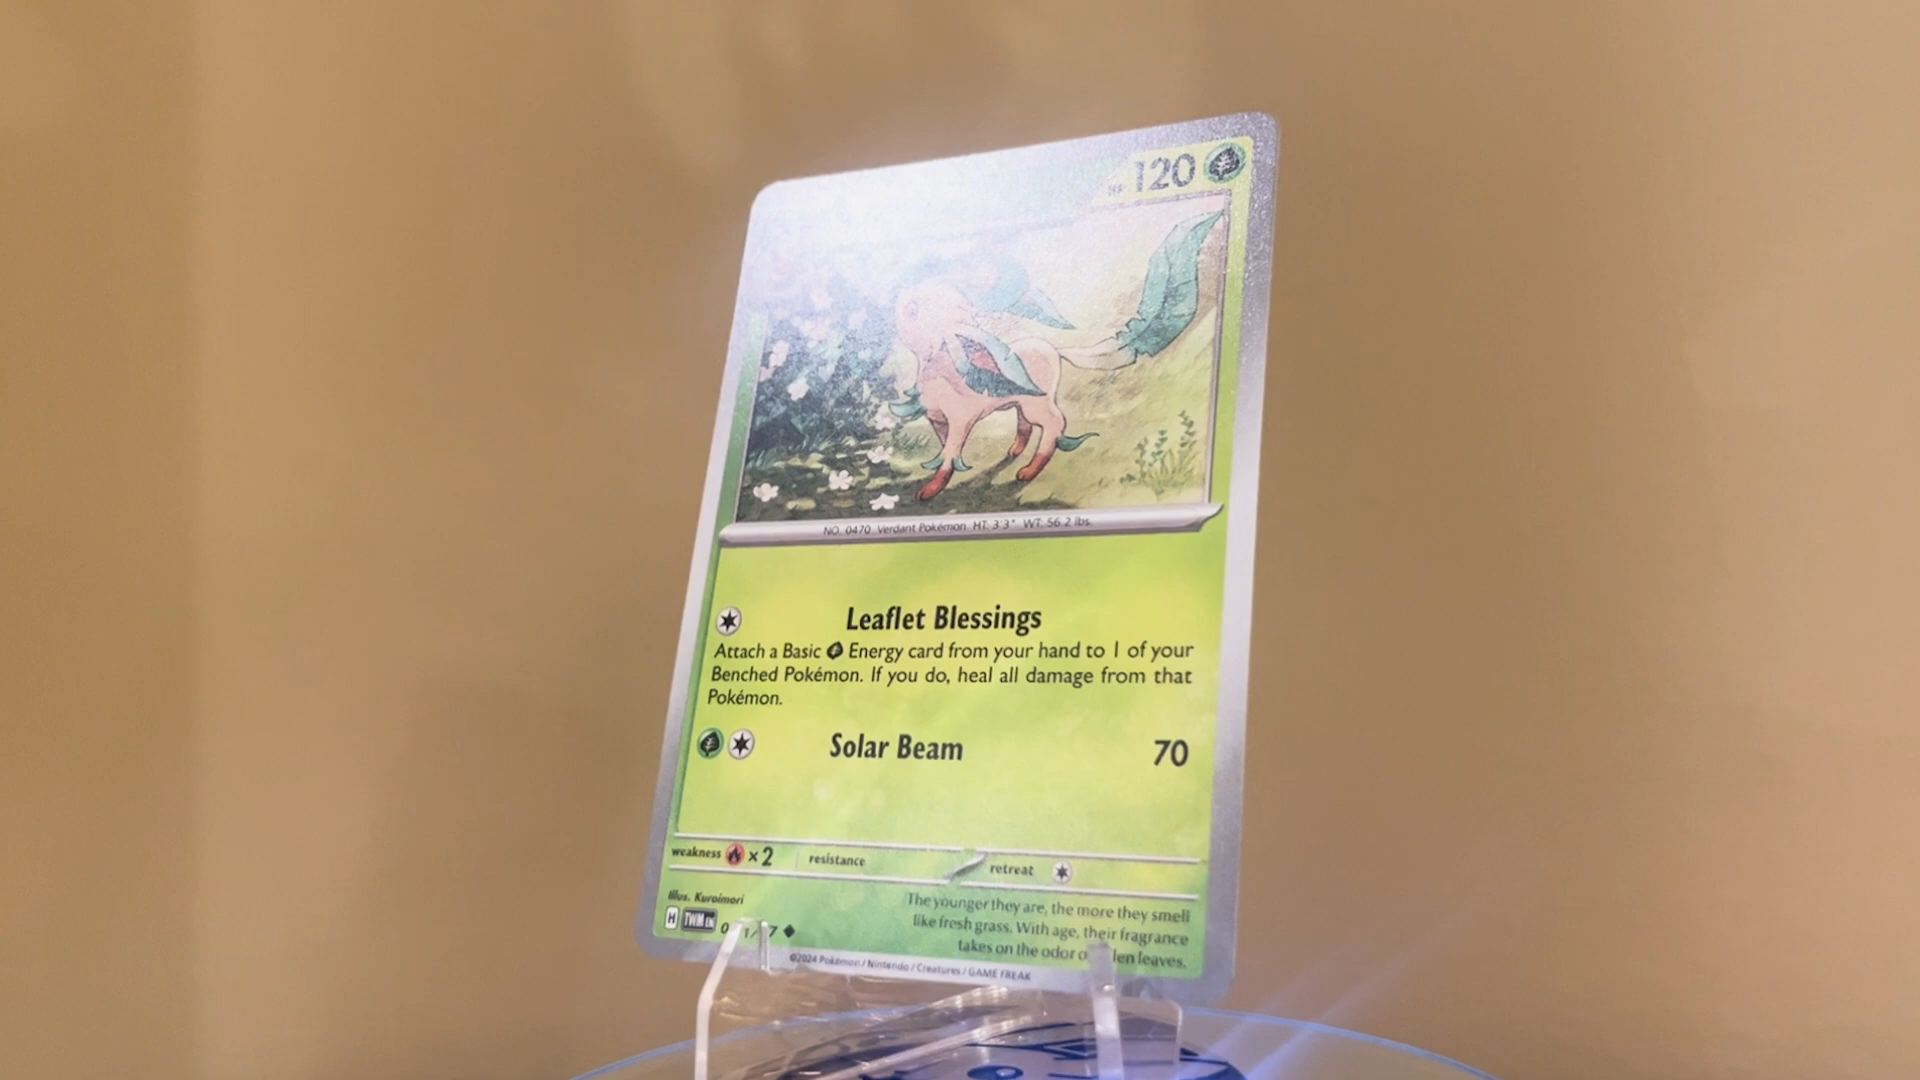 HP 120
NO. 0470 Verdant Pokémon HT: 3'3" WT: 56.2 lbs.
Leaflet Blessings
Attach a Basic Energy card from your hand to 1 of your
Benched Pokémon. If you do, heal all damage from that
Pokémon.
Solar Beam 70
weakness ×2 resistance retreat
Illus. Kuroimori
The younger they are, the more they smell
like fresh grass. With age, their fragrance
takes on the odor leaves.
H TWM EN
©2024 Pokémon / Nintendo / Creatures / GAME FREAK